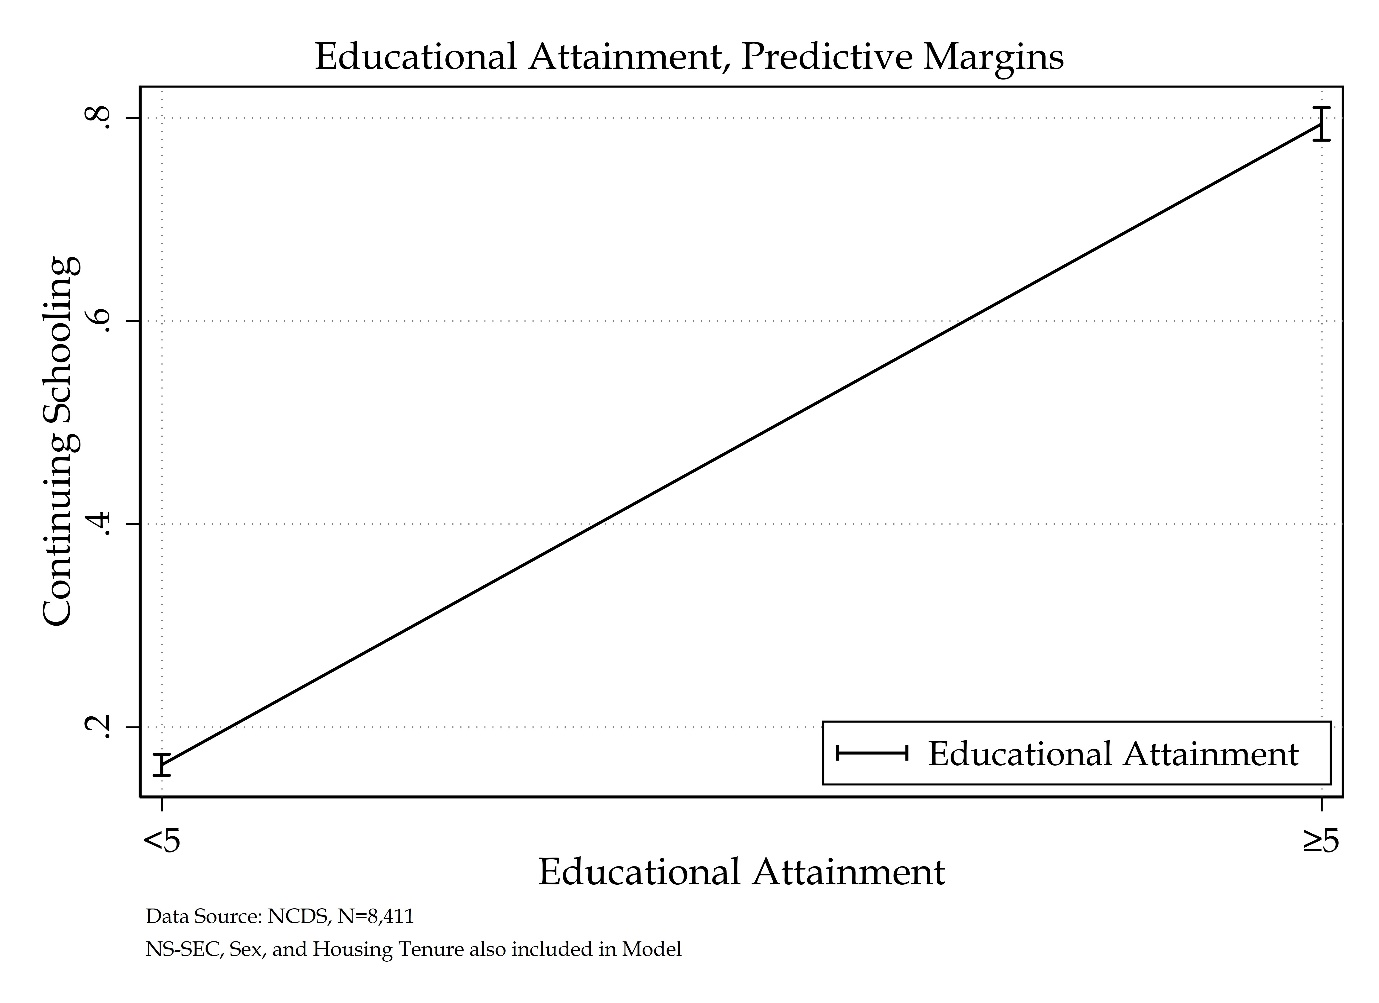 Educational Attainment, Predictive Margins
Continuing Schooling
.8
.6
.4
.2
Educational Attainment
<5
≥5
Educational Attainment
Data Source: NCDS, N=8,411
NS-SEC, Sex, and Housing Tenure also included in Model